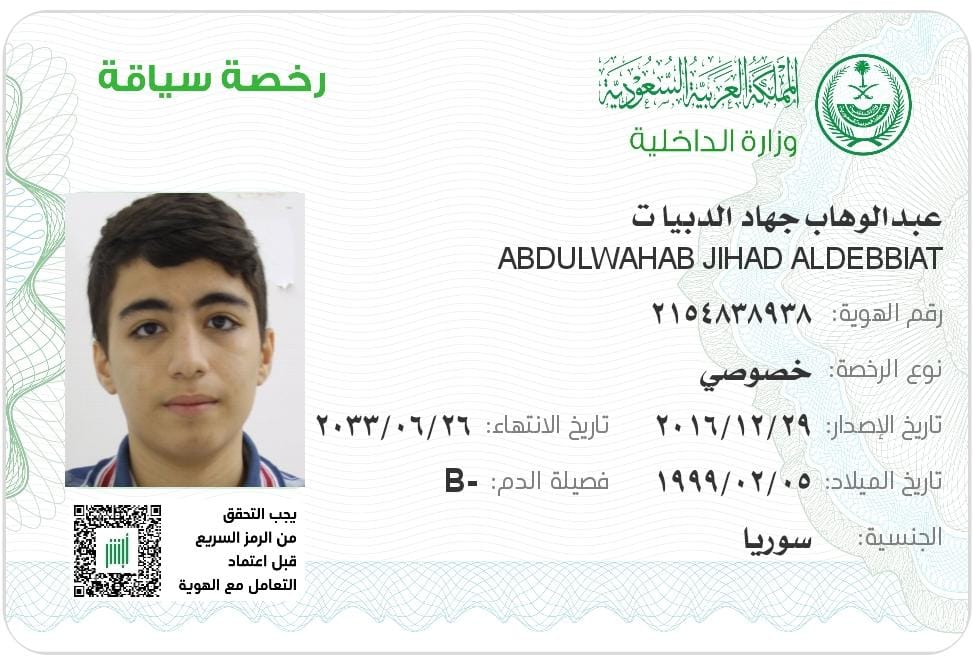 رخصة سياقة
المملكة العربية السعودية
وزارة الداخلية
عبدالوهاب جهاد الدبيا ت
ABDULWAHAB JIHAD ALDEBBIAT
رقم الهوية: ٢١٥٤٨٣٨٩٣٨
نوع الرخصة: خصوصي
تاريخ الإصدار: ٢٠١٦/١٢/٢٩ تاريخ الانتهاء: ٢٠٣٣/٠٦/٢٦
تاريخ الميلاد: ١٩٩٩/٠٢/٠٥ فصيلة الدم: B-
الجنسية: سوريا
يجب التحقق
من الرمز السريع
قبل اعتماد
التعامل مع الهوية
أبشر